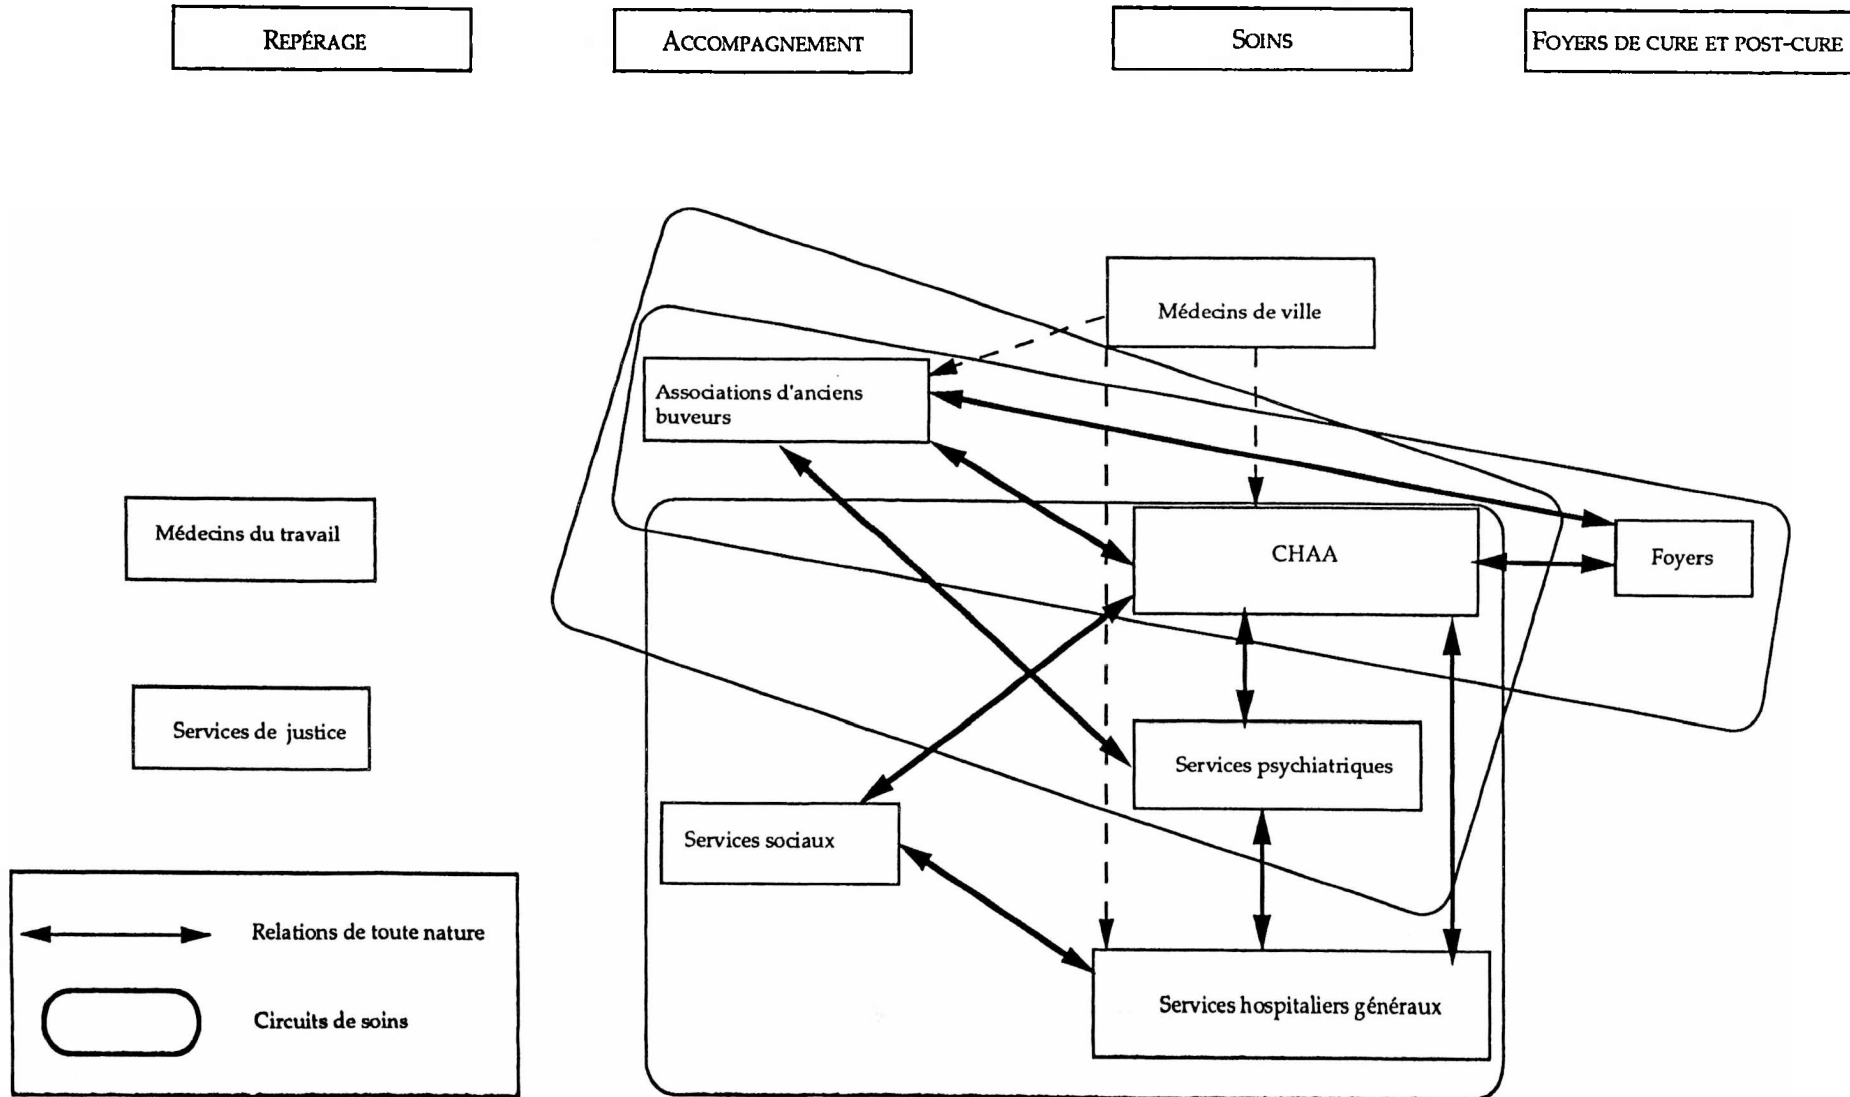 REPÉRAGE
ACCOMPAGNEMENT
SOINS
FOYERS DE CURE ET POST-CURE
Médecins de ville
Associations d'anciens
buveurs
Médecins du travail
CHAA
Foyers
Services de justice
Services psychiatriques
Services sociaux
Relations de toute nature
Services hospitaliers généraux
Circuits de soins